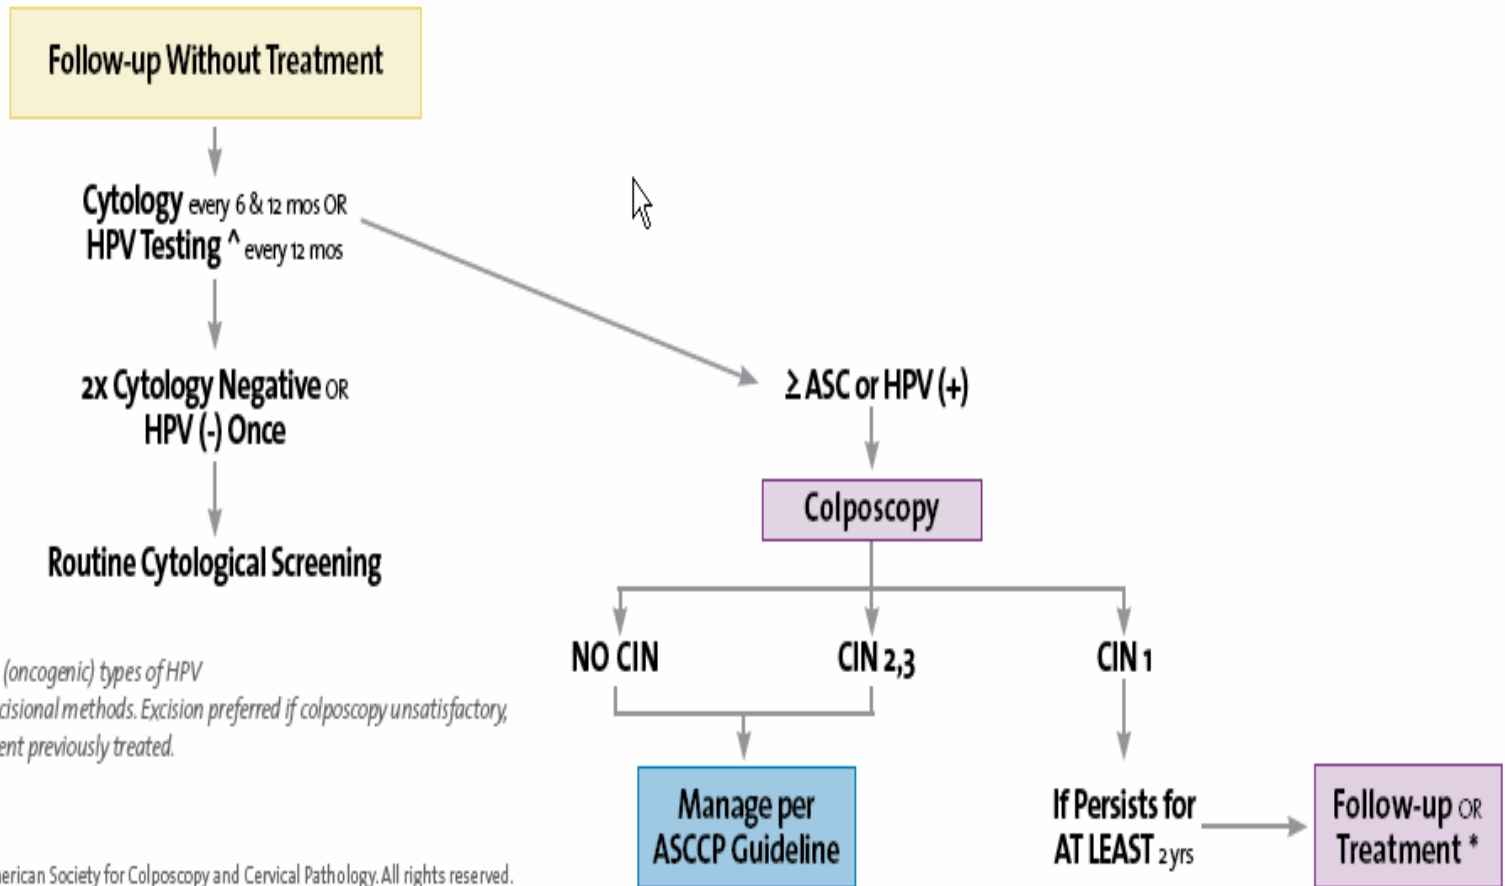 Follow-up Without Treatment
Cytology every 6 & 12 mos OR
HPV Testing ^ every 12 mos
2x Cytology Negative OR
HPV (-) Once
Routine Cytological Screening
≥ ASC or HPV (+)
Colposcopy
NO CIN
CIN 2,3
CIN 1
Manage per
ASCCP Guideline
If Persists for
AT LEAST 2 yrs
Follow-up OR
Treatment *
(oncogenic) types of HPV
cisional methods. Excision preferred if colposcopy unsatisfactory,
ent previously treated.
erican Society for Colposcopy and Cervical Pathology. All rights reserved.